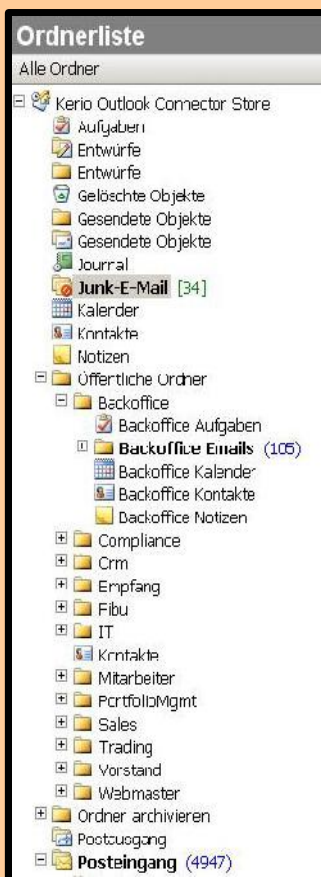 Ordnerliste
Alle Ordner
Kerio Outlook Connector Store
Aufgaben
Entwürfe
Entwürfe
Gelöschte Objekte
Gesendete Objekte
Gesendete Objekte
Journal
Junk-E-Mail [34]
Kalender
Kontakte
Notizen
Öffentliche Ordner
Backoffice
Backoffice Aufgaben
Backoffice Emails (105)
Backoffice Kalender
Backoffice Kontakte
Backoffice Notizen
Compliance
Crm
Empfang
Fibu
IT
Kontakte
Mitarbeiter
PortfolioMgmt
Sales
Trading
Vorstand
Webmaster
Ordner archivieren
Postausgang
Posteingang (4947)